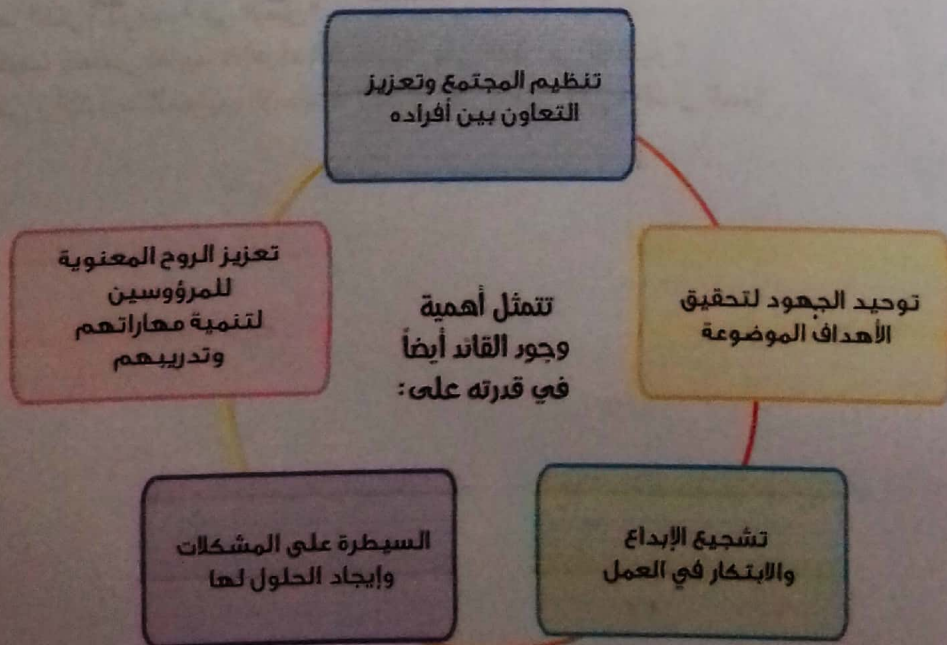 تتمثل أهمية
وجود القائد أيضاً
في قدرته على:
تنظيم المجتمع وتعزيز
التعاون بين أفراده
توحيد الجهود لتحقيق
الأهداف الموضوعة
تشجيع الإبداع
والابتكار في العمل
السيطرة على المشكلات
وإيجاد الحلول لها
تعزيز الروح المعنوية
للمرؤوسين
لتنمية مهاراتهم
وتدريبهم